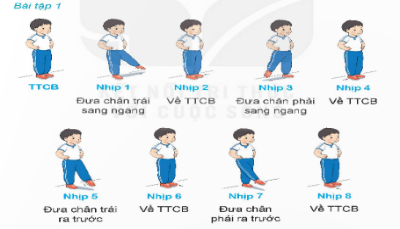 Bài tập 1
TTCB
Nhịp 1
Nhịp 2
Nhịp 3
Nhịp 4
Đưa chân trái
sang ngang
Về TTCB
Đưa chân phải
sang ngang
Về TTCB
Nhịp 5
Nhịp 6
Nhịp 7
Nhịp 8
Đưa chân trái
ra trước
Về TTCB
Đưa chân
phải ra trước
Về TTCB